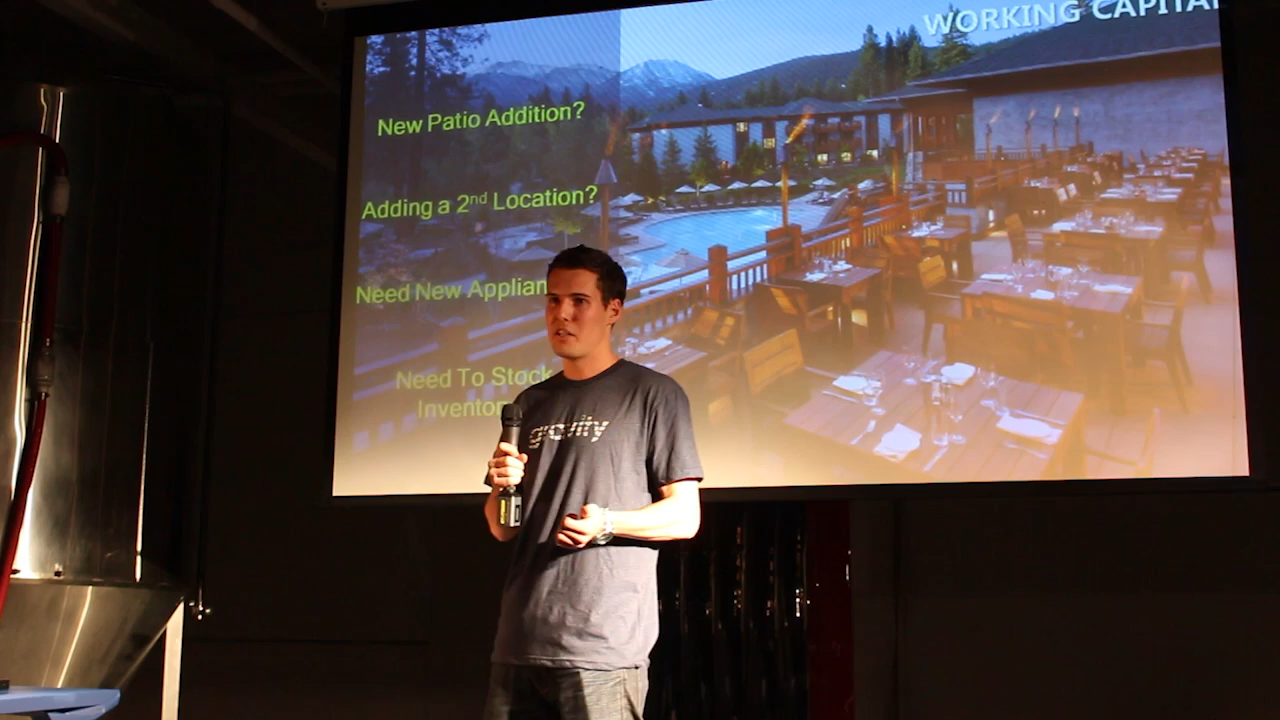 WORKING CAPITA
New Patio Addition?
Adding a 2nd Location?
Need New Applian
Need To Stock
Inventor
gravity